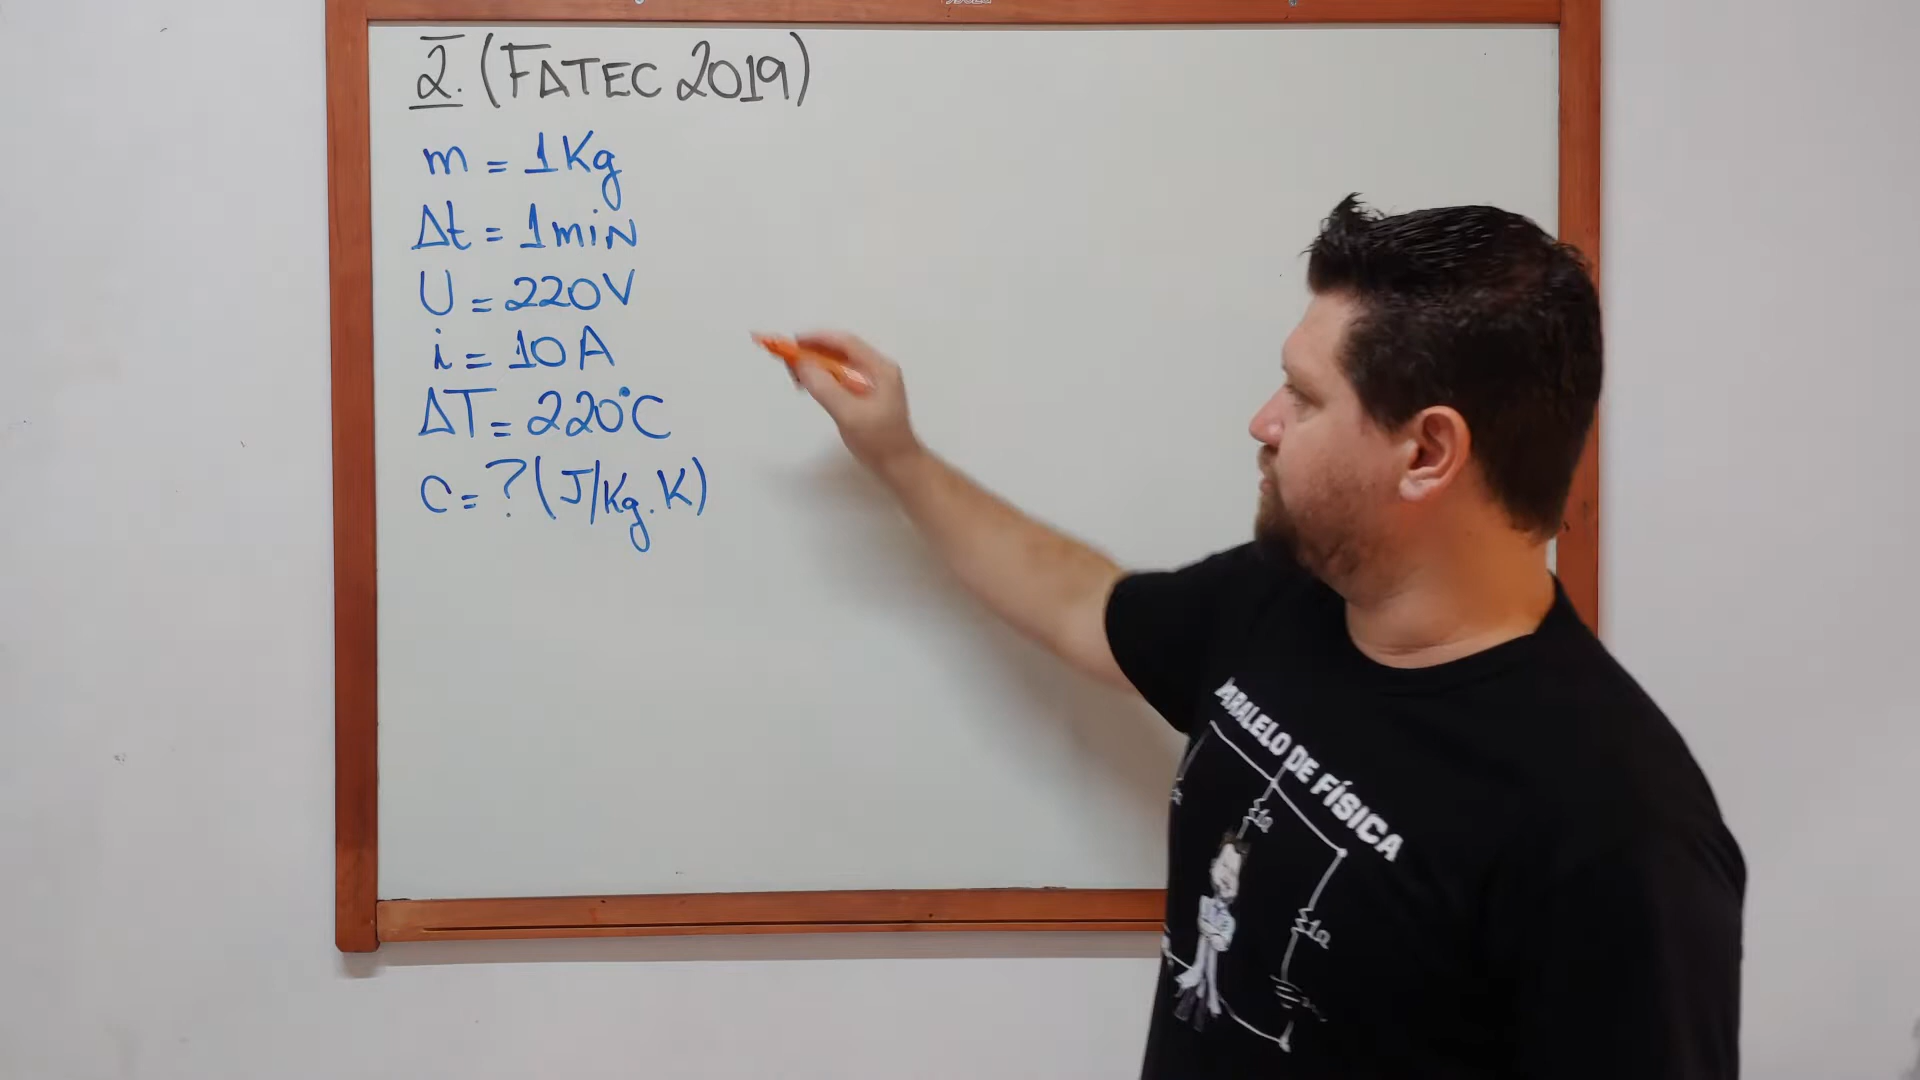 2. (FATEC 2019)
m = 1Kg
Δt = 1min
U = 220V
i = 10A
ΔT = 220°C
C = ? (J/Kg.K)
PARALELO DE FÍSICA